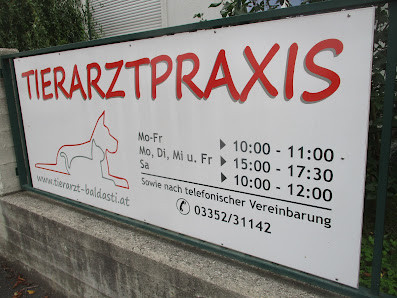 TIERARZTPRAXIS
Mo-Fr ▶ 10:00 - 11:00 -
Mo, Di, Mi u. Fr ▶ 15:00 - 17:30
Sa ▶ 10:00 - 12:00
Sowie nach telefonischer Vereinbarung
✆ 03352/31142
www.tierarzt-baldasti.at